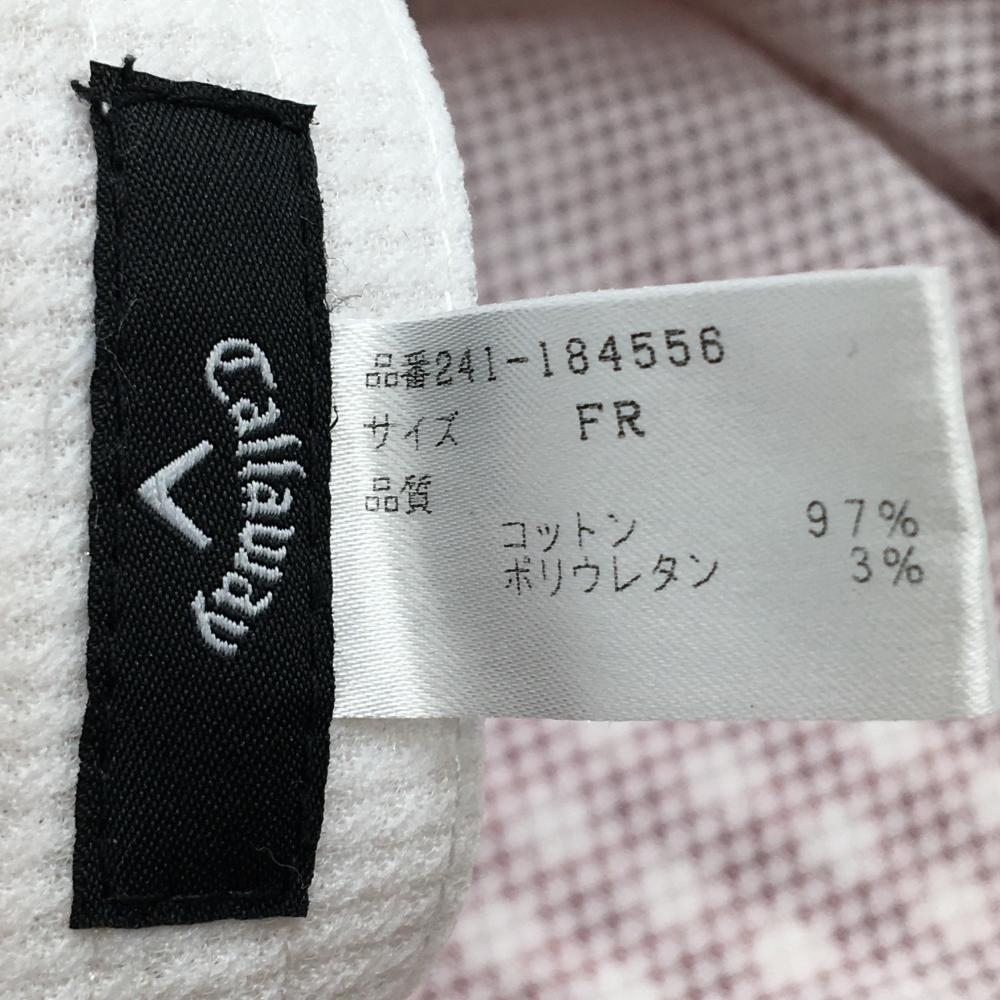 Callaway
品番241-184556
サイズ FR
品質
コットン 97%
ポリウレタン 3%